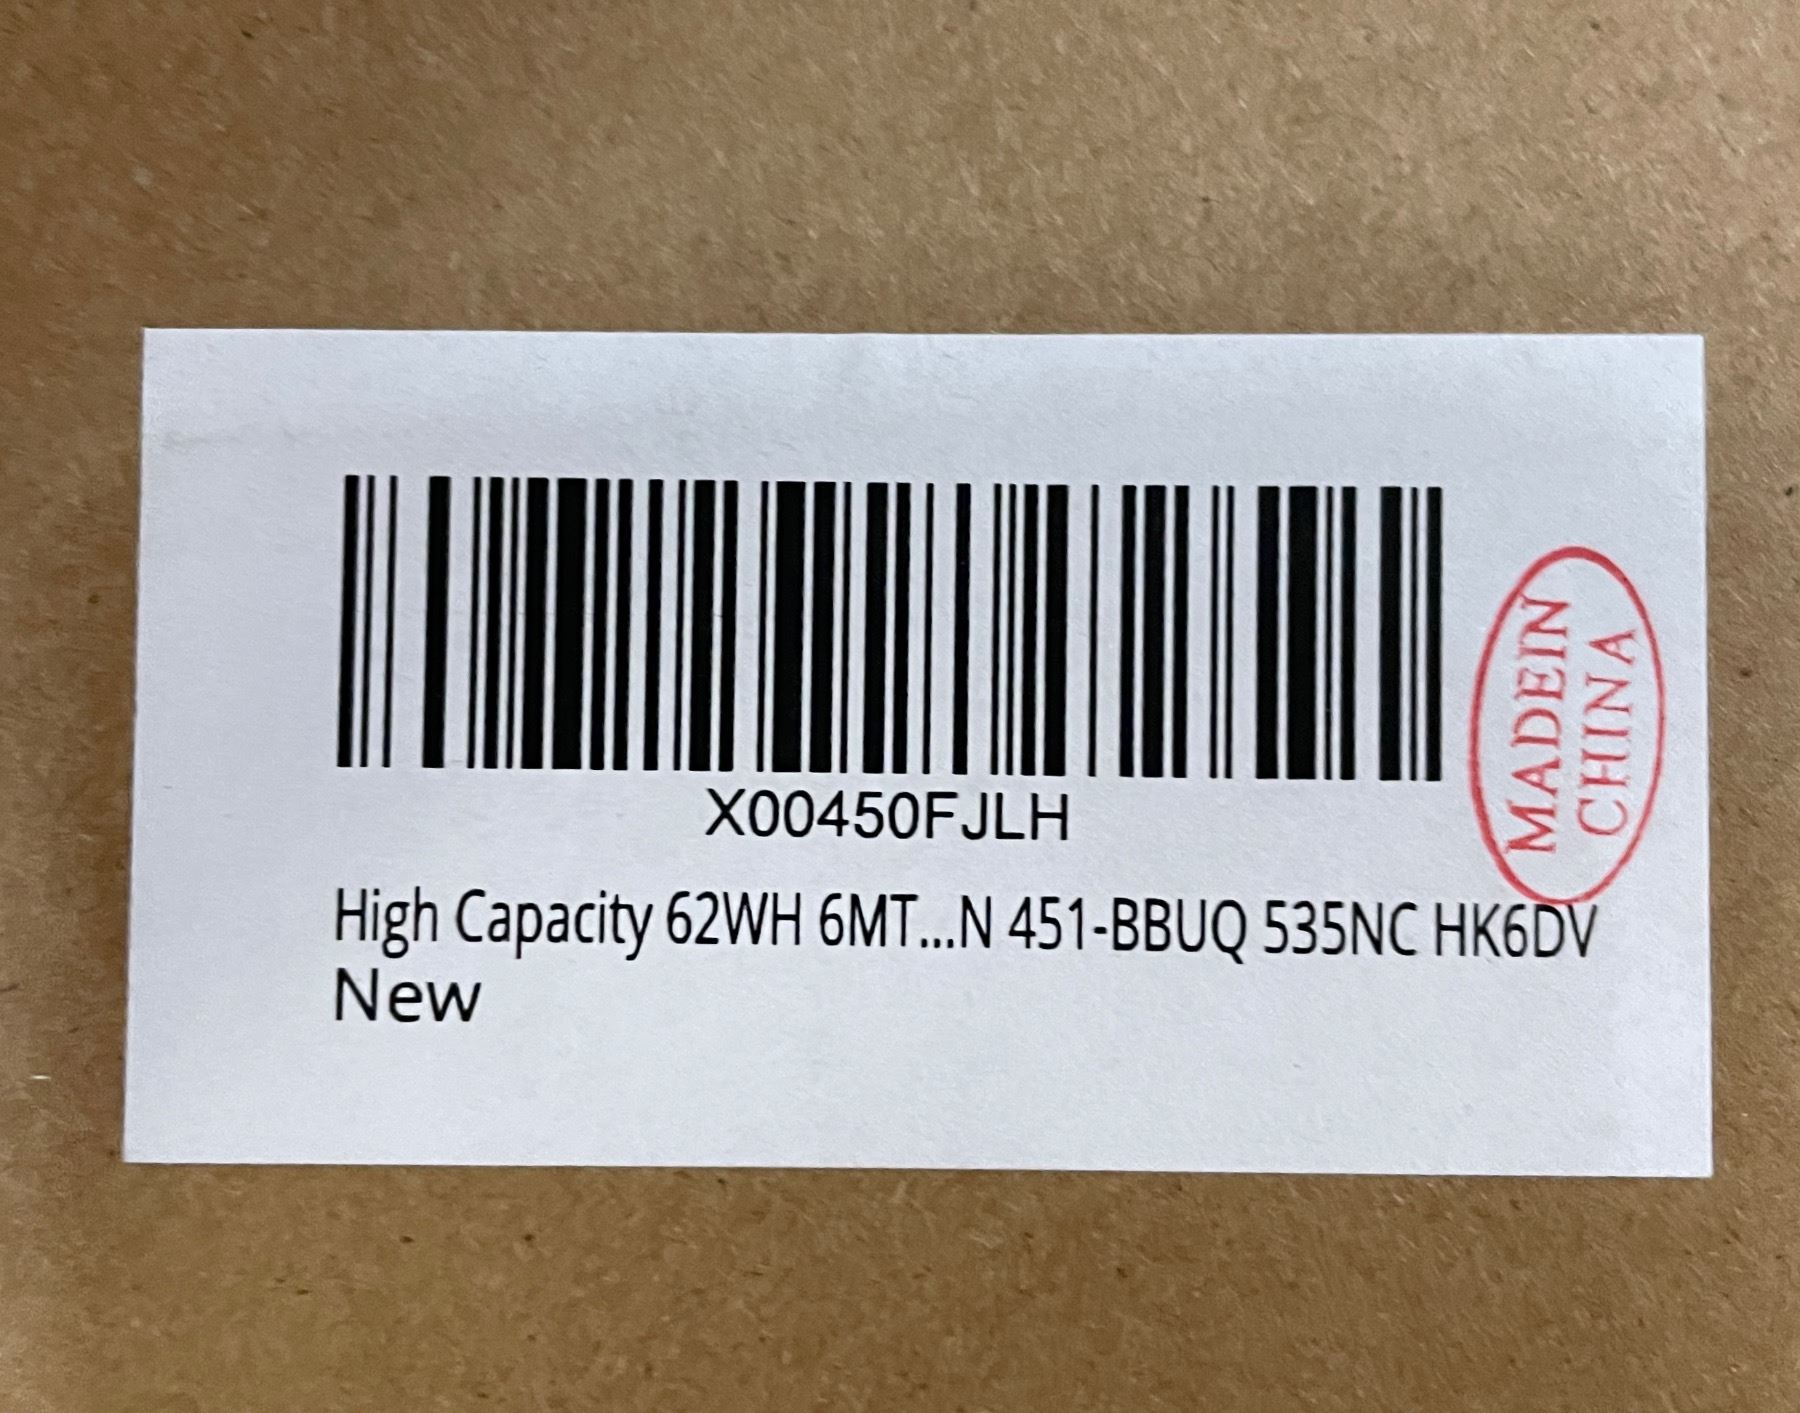 X00450FJLH
High Capacity 62WH 6MT...N 451-BBUQ 535NC HK6DV
New
MADEIN
CHINA